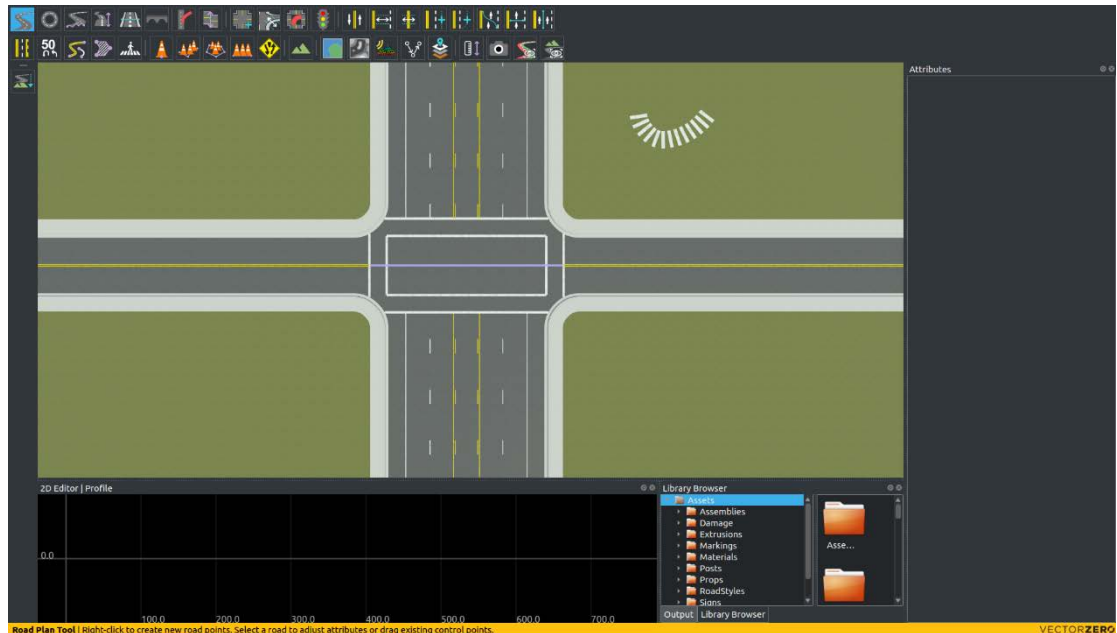 50
Attributes
2D Editor | Profile
0.0
100.0 200.0 300.0 400.0 500.0 600.0 700.0
Library Browser
Assets
Assemblies
Damage
Extrusions
Markings
Materials
Posts
Props
RoadStyles
Signs
Asse...
Output Library Browser
Road Plan Tool | Right-click to create new road points. Select a road to adjust attributes or drag existing control points.
VECTORZERO